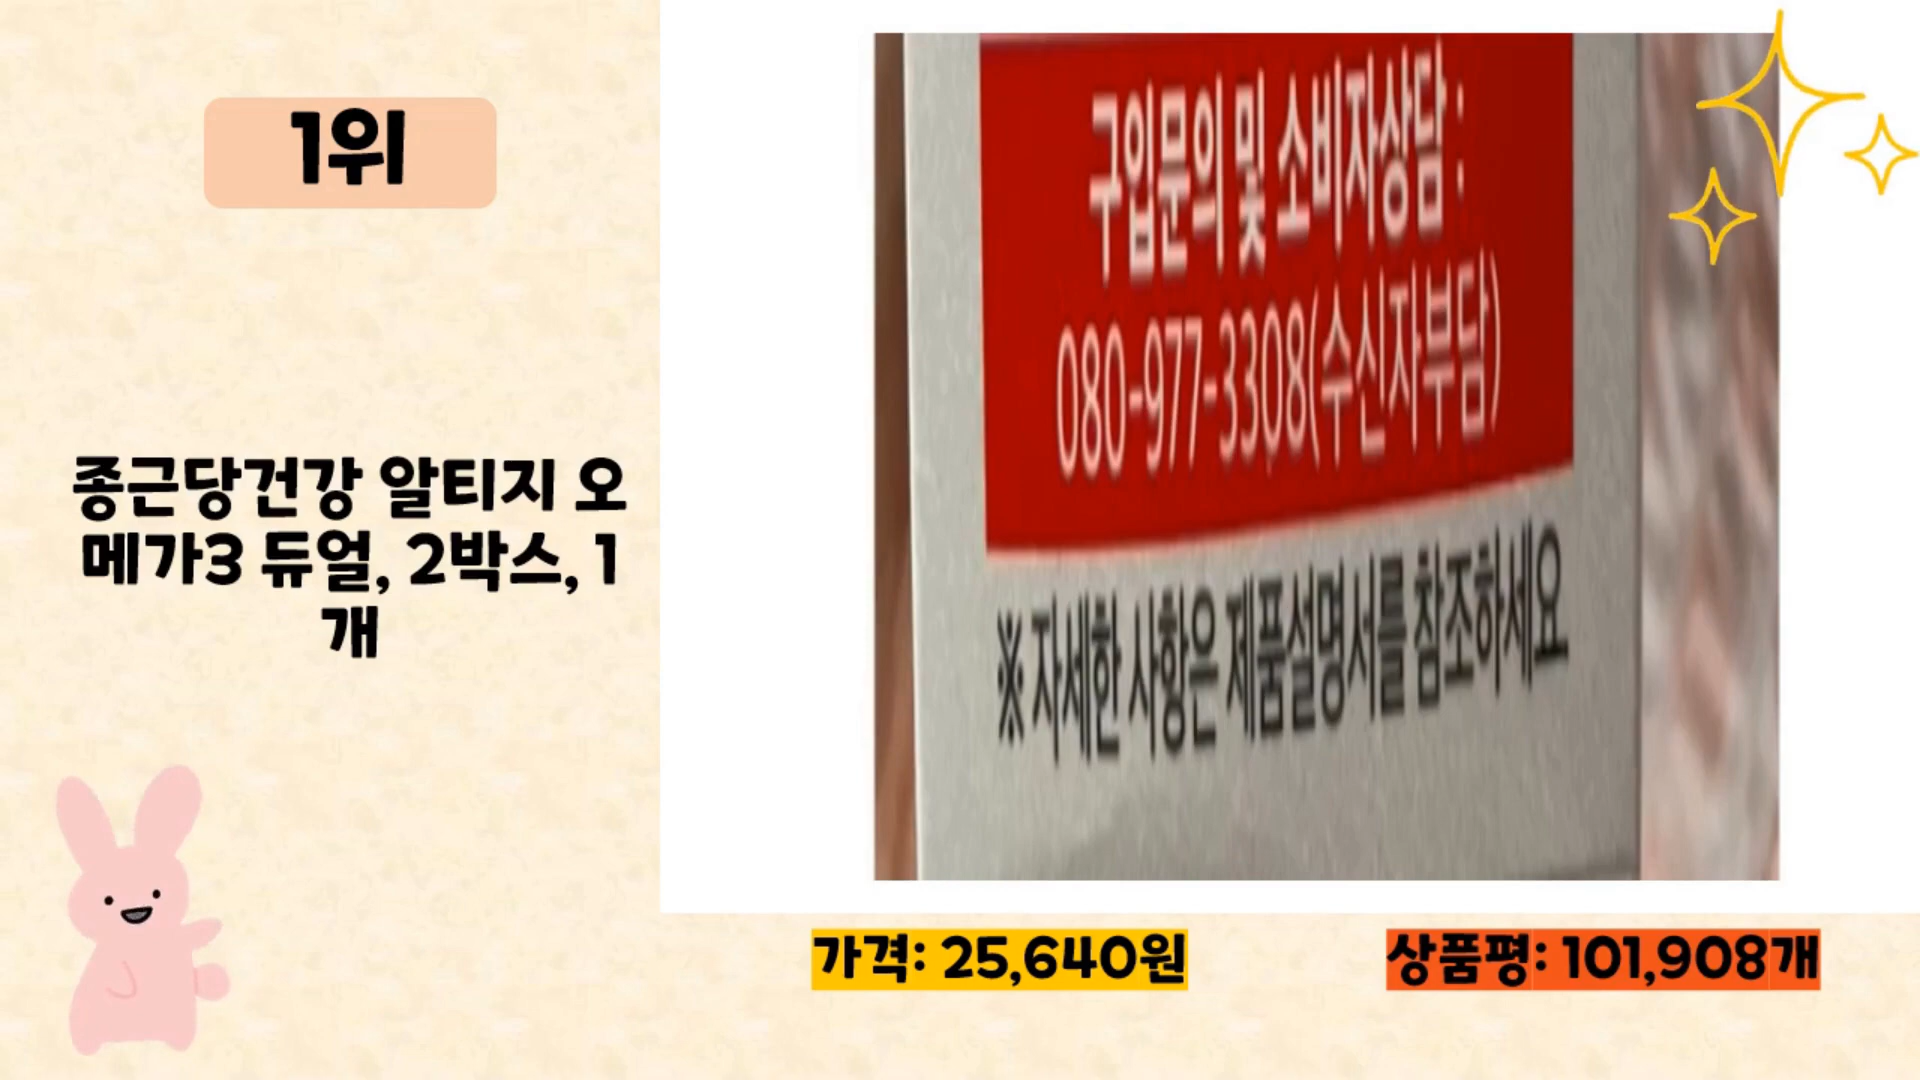 1위
종근당건강 알티지 오
메가3 듀얼, 2박스, 1
개
구입문의 및 소비자상담 :
080-977-3308(수신자부담)
※ 자세한 사항은 제품설명서를 참조하세요
가격: 25,640원
상품평: 101,908개